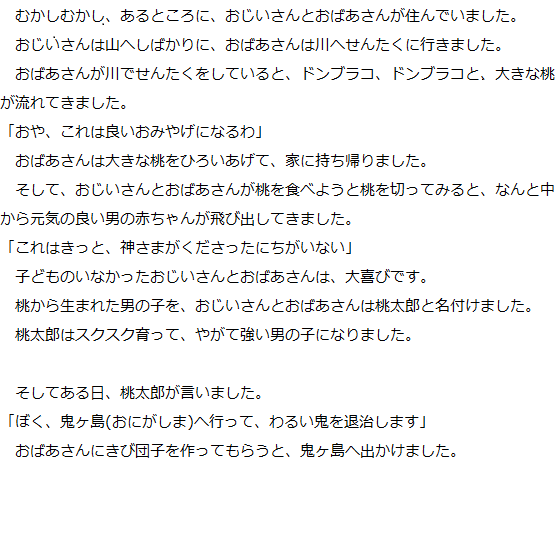 むかしむかし、あるところに、おじいさんとおばあさんが住んでいました。
おじいさんは山へしばかりに、おばあさんは川へせんたくに行きました。
おばあさんが川でせんたくをしていると、ドンブラコ、ドンブラコと、大きな桃
が流れてきました。
「おや、これは良いおみやげになるわ」
おばあさんは大きな桃をひろいあげて、家に持ち帰りました。
そして、おじいさんとおばあさんが桃を食べようと桃を切ってみると、なんと中
から元気の良い男の赤ちゃんが飛び出してきました。
「これはきっと、神さまがくださったにちがいない」
子どものいなかったおじいさんとおばあさんは、大喜びです。
桃から生まれた男の子を、おじいさんとおばあさんは桃太郎と名付けました。
桃太郎はスクスク育って、やがて強い男の子になりました。
そしてある日、桃太郎が言いました。
「ぼく、鬼ヶ島(おにがしま)へ行って、わるい鬼を退治します」
おばあさんにきび団子を作ってもらうと、鬼ヶ島へ出かけました。